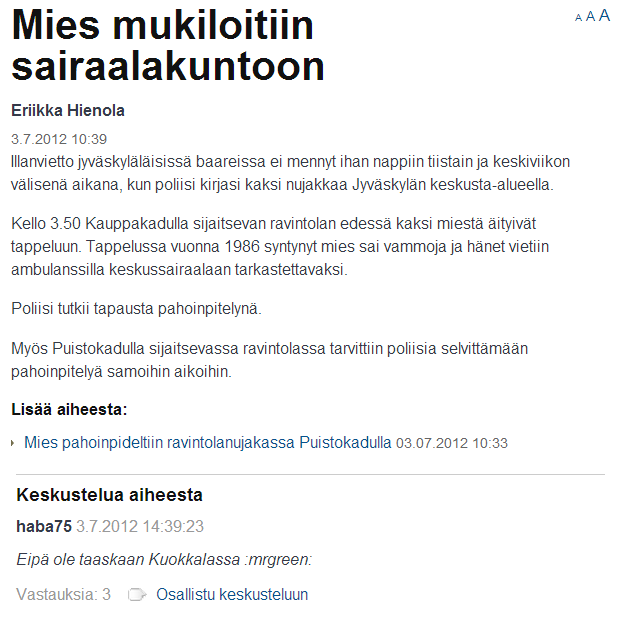 Mies mukiloitiin
sairaalakuntoon
A A A
Eriikka Hienola
3.7.2012 10:39
Illanvietto jyväskyläläisissä baareissa ei mennyt ihan nappiin tiistain ja keskiviikon
välisenä aikana, kun poliisi kirjasi kaksi nujakkaa Jyväskylän keskusta-alueella.
Kello 3.50 Kauppakadulla sijaitsevan ravintolan edessä kaksi miestä äityivät
tappeluun. Tappelussa vuonna 1986 syntynyt mies sai vammoja ja hänet vietiin
ambulanssilla keskussairaalaan tarkastettavaksi.
Poliisi tutkii tapausta pahoinpitelynä.
Myös Puistokadulla sijaitsevassa ravintolassa tarvittiin poliisia selvittämään
pahoinpitelyä samoihin aikoihin.
Lisää aiheesta:
Mies pahoinpideltiin ravintolanujakassa Puistokadulla 03.07.2012 10:33
Keskustelua aiheesta
haba75 3.7.2012 14:39:23
Eipä ole taaskaan Kuokkalassa :mrgreen:
Vastauksia: 3 Osallistu keskusteluun